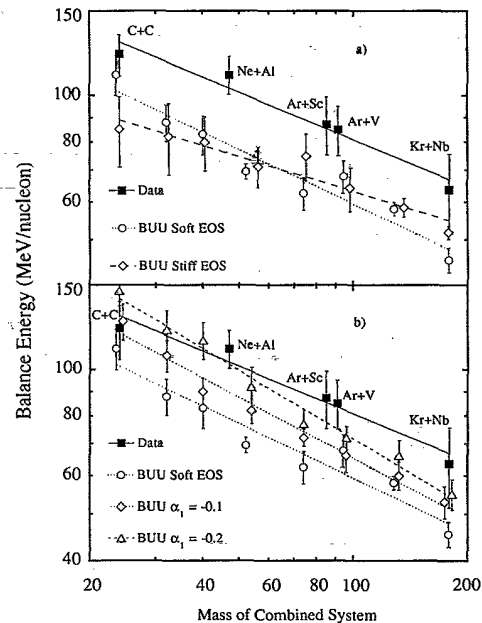 150
C+C
a)
Ne+Al
100
Ar+Sc
Ar+V
80
Kr+Nb
60
Data
BUU Soft EOS
BUU Stiff EOS
Balance Energy (MeV/nucleon)
150
C+C
b)
Ne+Al
100
Ar+Sc
Ar+V
80
Kr+Nb
60
Data
BUU Soft EOS
BUU α₁ = -0.1
BUU α₁ = -0.2
40
20 40 60 80 100 200
Mass of Combined System